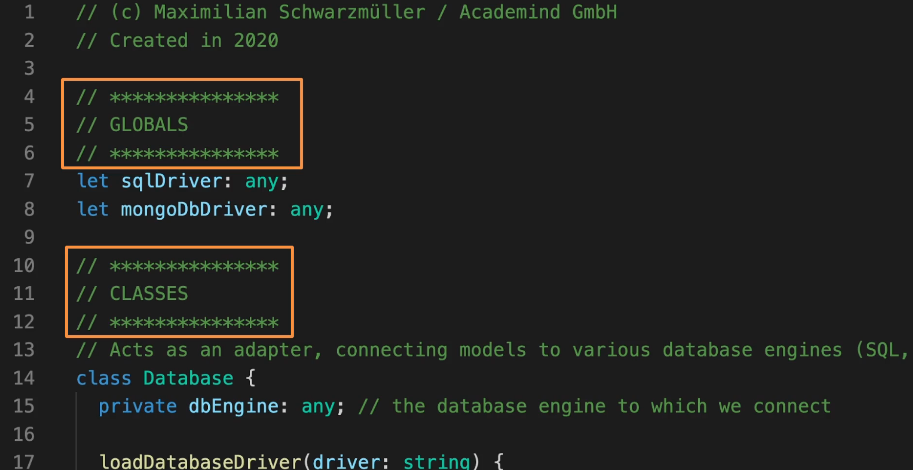 1 // (c) Maximilian Schwarzmüller / Academind GmbH
2 // Created in 2020
3
4 // ***************
5 // GLOBALS
6 // ***************
7 let sqlDriver: any;
8 let mongoDbDriver: any;
9
10 // ***************
11 // CLASSES
12 // ***************
13 // Acts as an adapter, connecting models to various database engines (SQL,
14 class Database {
15 private dbEngine: any; // the database engine to which we connect
16
17 loadDatabaseDriver(driver: string) {